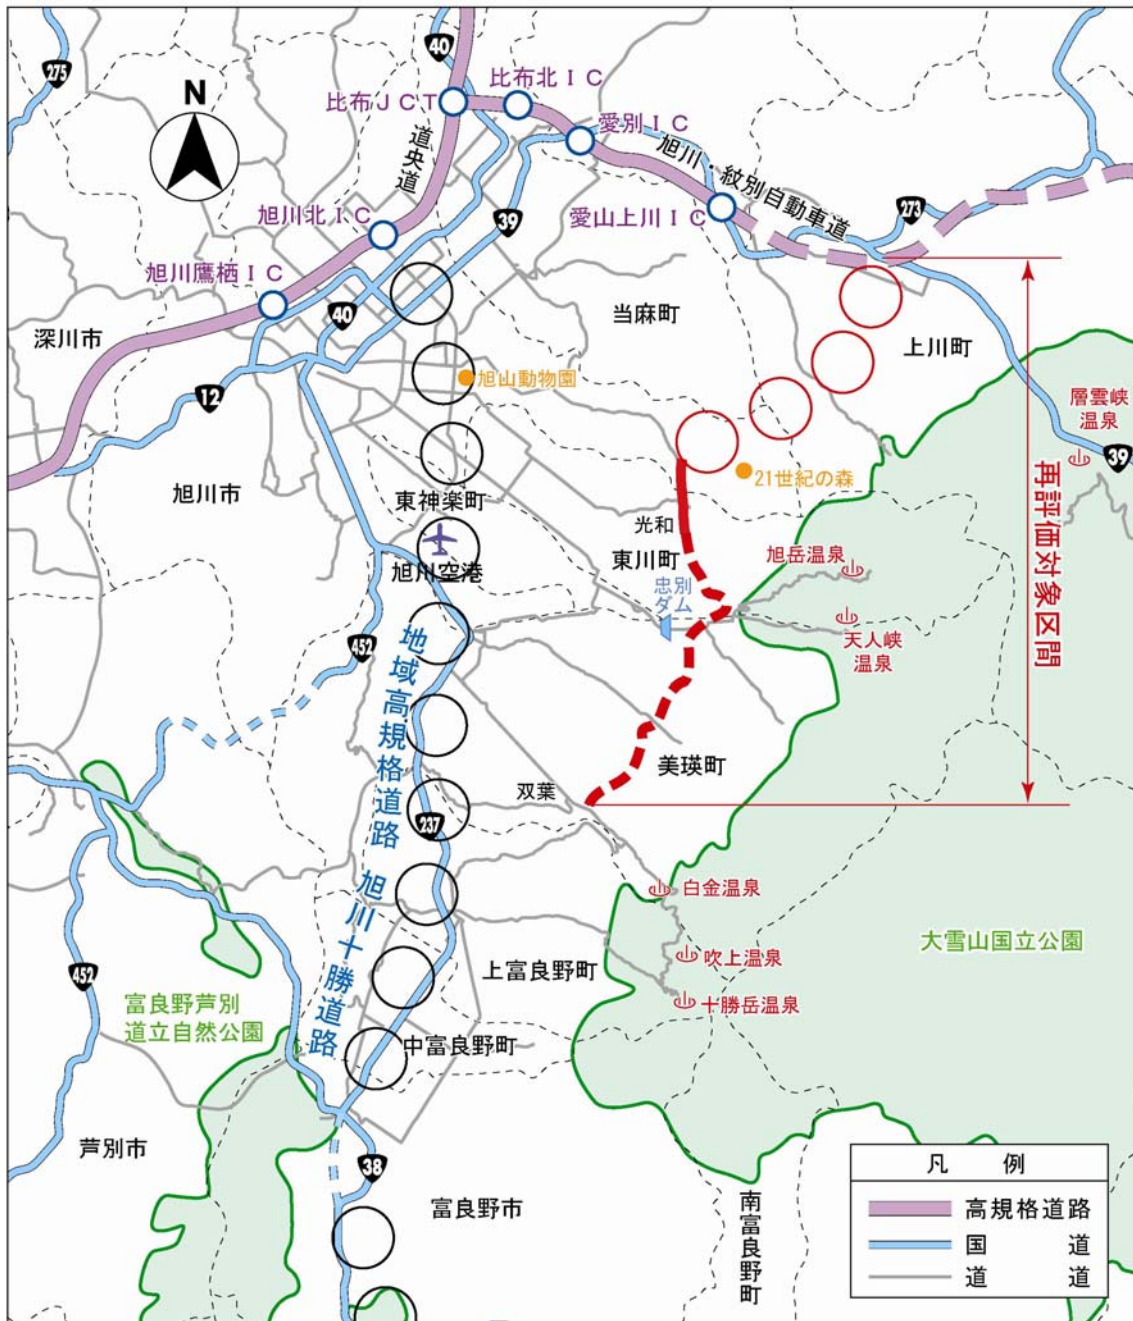 275
N
40
比布北ＩＣ
比布ＪＣＴ
愛別ＩＣ
道央道
旭川・紋別自動車道
旭川北ＩＣ
39
愛山上川ＩＣ
273
旭川鷹栖ＩＣ
40
深川市
当麻町
上川町
12
旭山動物園
層雲峡
温泉
39
旭川市
東神楽町
21世紀の森
再評価対象区間
光和
東川町
旭岳温泉
旭川空港
忠別
ダム
天人峡
温泉
452
地域高規格道路 旭川十勝道路
美瑛町
双葉
237
白金温泉
大雪山国立公園
452
上富良野町
吹上温泉
富良野芦別
道立自然公園
十勝岳温泉
中富良野町
芦別市
38
富良野市
南富良野町
凡 例
高規格道路
国 道
道 道